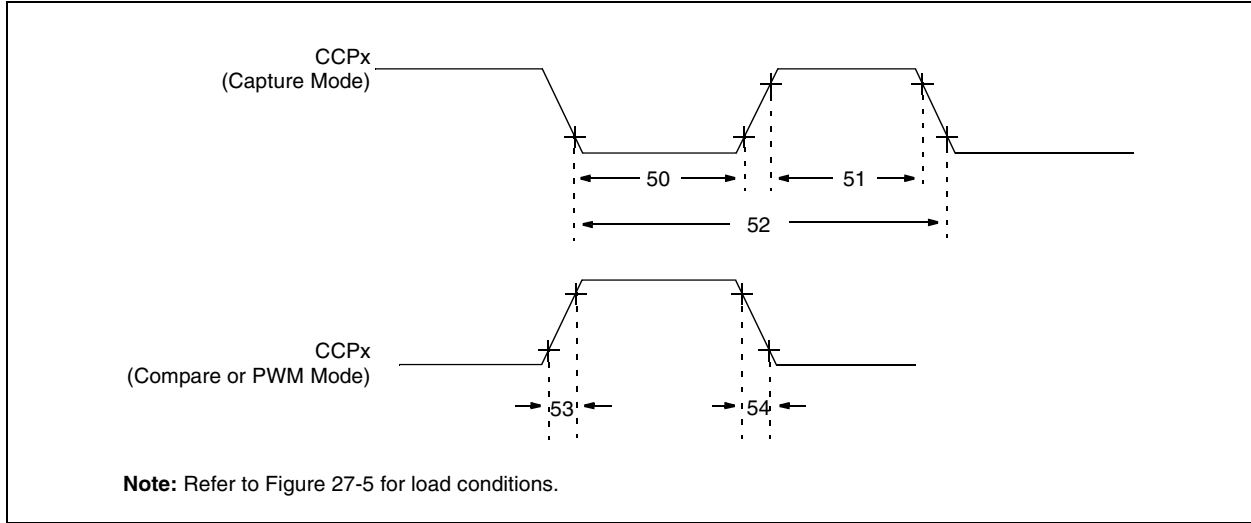 CCPx
(Capture Mode)
50
51
52
CCPx
(Compare or PWM Mode)
53
54
Note: Refer to Figure 27-5 for load conditions.